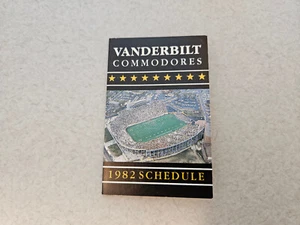 VANDERBILT
COMMODORES
1982 SCHEDULE